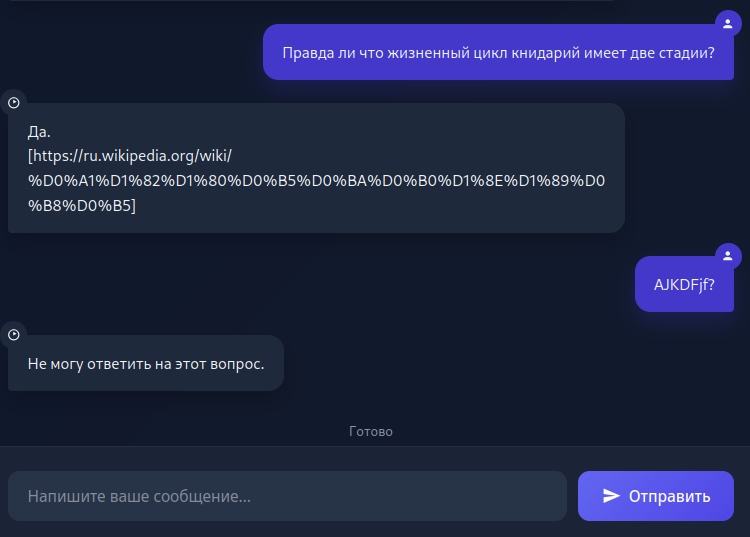 Правда ли что жизненный цикл книдарий имеет две стадии?
Да.
[https://ru.wikipedia.org/wiki/
%D0%A1%D1%82%D1%80%D0%B5%D0%BA%D0%B0%D1%8E%D1%89%D0
%B8%D0%B5]
AJKDFjf?
Не могу ответить на этот вопрос.
Готово
Напишите ваше сообщение...
Отправить